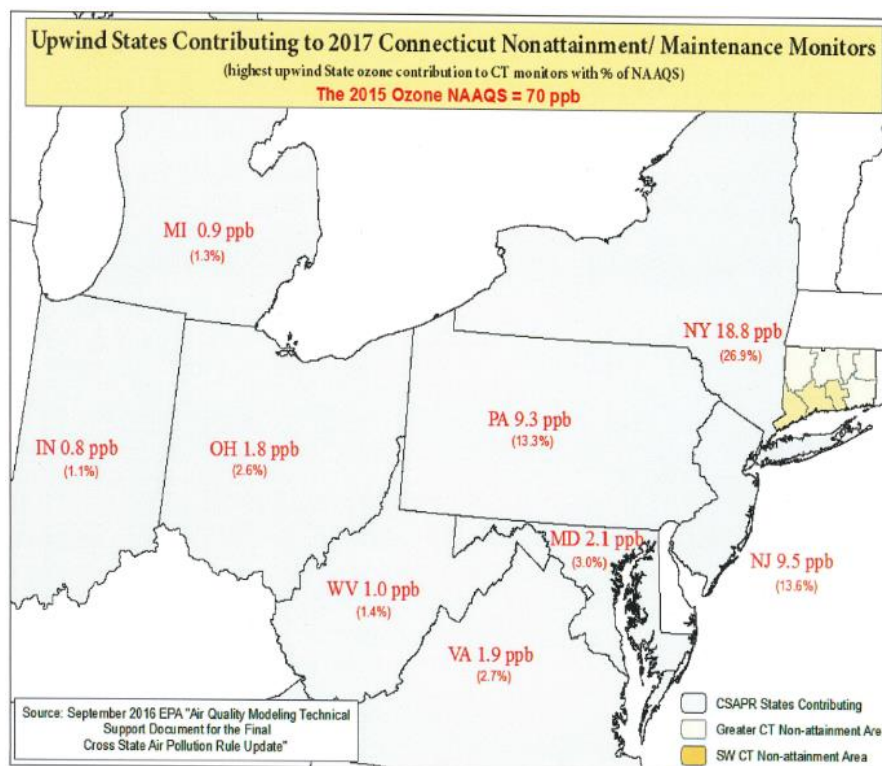 Upwind States Contributing to 2017 Connecticut Nonattainment/ Maintenance Monitors
(highest upwind State ozone contribution to CT monitors with % of NAAQS)
The 2015 Ozone NAAQS = 70 ppb
MI 0.9 ppb
(1.3%)
NY 18.8 ppb
(26.9%)
PA 9.3 ppb
(13.3%)
IN 0.8 ppb
(1.1%)
OH 1.8 ppb
(2.6%)
MD 2.1 ppb
(3.0%)
NJ 9.5 ppb
(13.6%)
WV 1.0 ppb
(1.4%)
VA 1.9 ppb
(2.7%)
Source: September 2016 EPA "Air Quality Modeling Technical
Support Document for the Final
Cross State Air Pollution Rule Update"
CSAPR States Contributing
Greater CT Non-attainment Are
SW CT Non-attainment Area